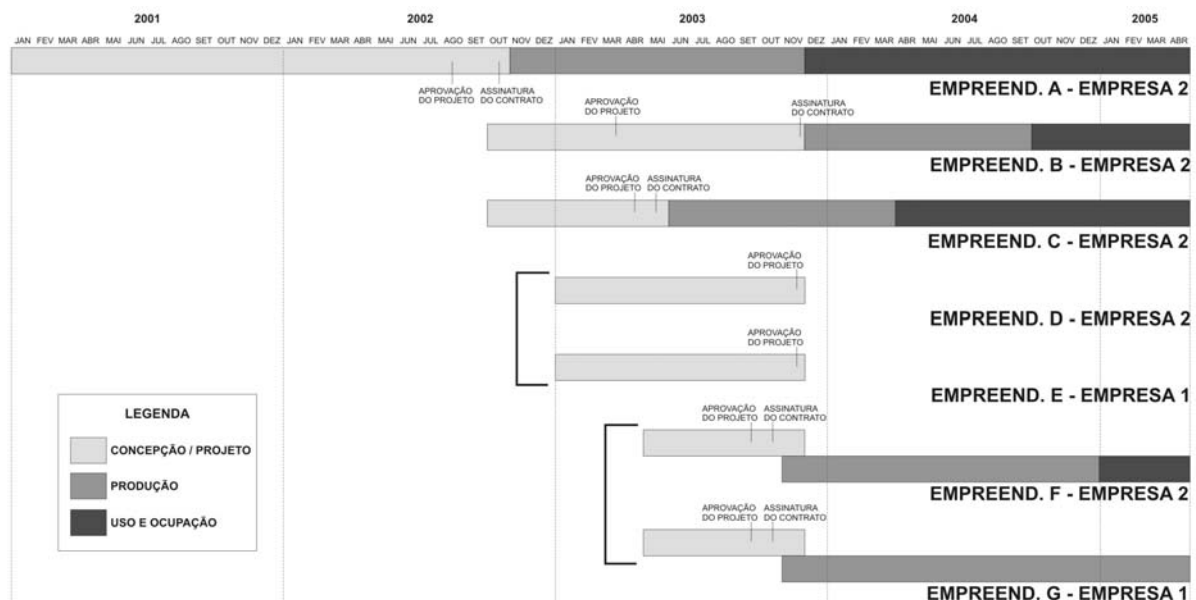 2001 2002 2003 2004 2005
JAN FEV MAR ABR MAI JUN JUL AGO SET OUT NOV DEZ JAN FEV MAR ABR MAI JUN JUL AGO SET OUT NOV DEZ JAN FEV MAR ABR MAI JUN JUL AGO SET OUT NOV DEZ JAN FEV MAR ABR MAI JUN JUL AGO SET OUT NOV DEZ JAN FEV MAR ABR
EMPREEND. A - EMPRESA 2
APROVAÇÃO
DO PROJETO
ASSINATURA
DO CONTRATO
APROVAÇÃO
DO PROJETO
ASSINATURA
DO CONTRATO
EMPREEND. B - EMPRESA 2
APROVAÇÃO
DO PROJETO
ASSINATURA
DO CONTRATO
EMPREEND. C - EMPRESA 2
APROVAÇÃO
DO PROJETO
EMPREEND. D - EMPRESA 2
APROVAÇÃO
DO PROJETO
EMPREEND. E - EMPRESA 1
APROVAÇÃO
DO PROJETO
ASSINATURA
DO CONTRATO
EMPREEND. F - EMPRESA 2
APROVAÇÃO
DO PROJETO
ASSINATURA
DO CONTRATO
EMPREEND. G - EMPRESA 1
LEGENDA
CONCEPÇÃO / PROJETO
PRODUÇÃO
USO E OCUPAÇÃO